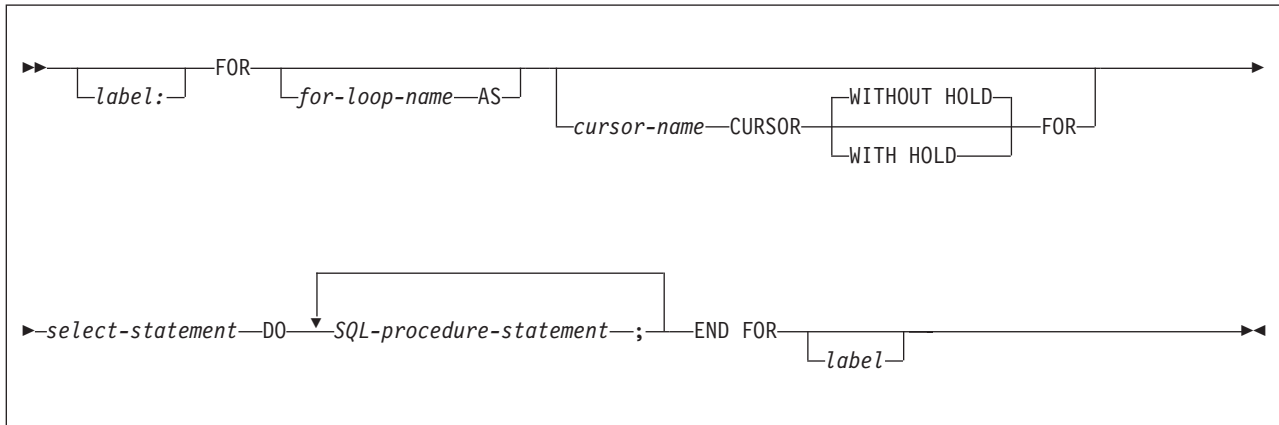 label: FOR for-loop-name AS
cursor-name CURSOR WITHOUT HOLD WITH HOLD FOR
select-statement DO SQL-procedure-statement ; END FOR label